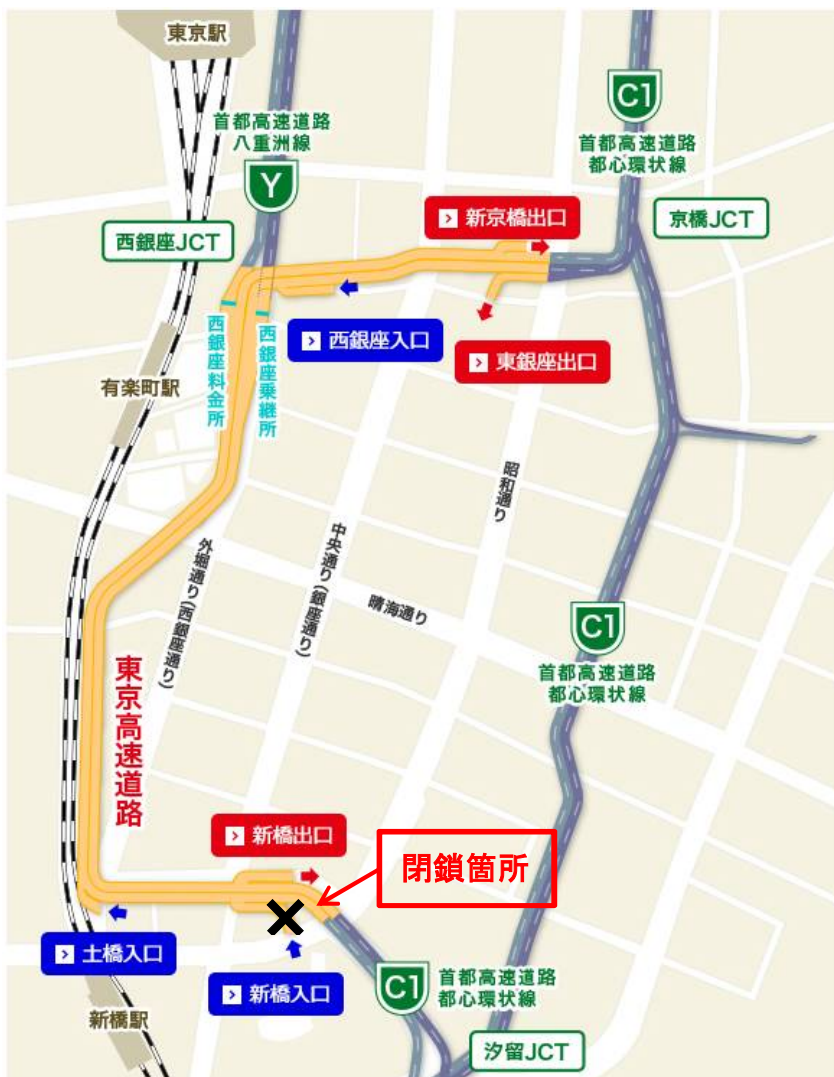 東京駅
首都高速道路
八重洲線
Y
C1
首都高速道路
都心環状線
新京橋出口
京橋JCT
西銀座JCT
西銀座入口
東銀座出口
西銀座料金所
西銀座乗継所
有楽町駅
昭和通り
中央通り(銀座通り)
外堀通り(西銀座通り)
晴海通り
C1
首都高速道路
都心環状線
東京高速道路
新橋出口
閉鎖箇所
土橋入口
新橋入口
C1
首都高速道路
都心環状線
新橋駅
汐留JCT